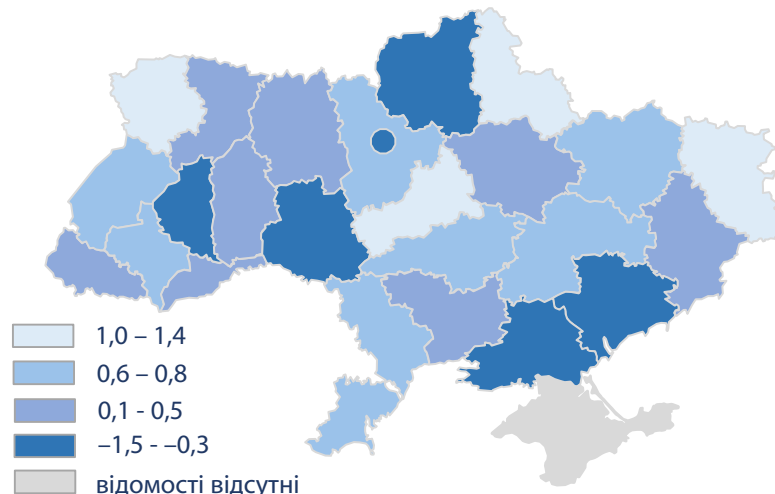 1,0 – 1,4
0,6 – 0,8
0,1 - 0,5
–1,5 - –0,3
відомості відсутні